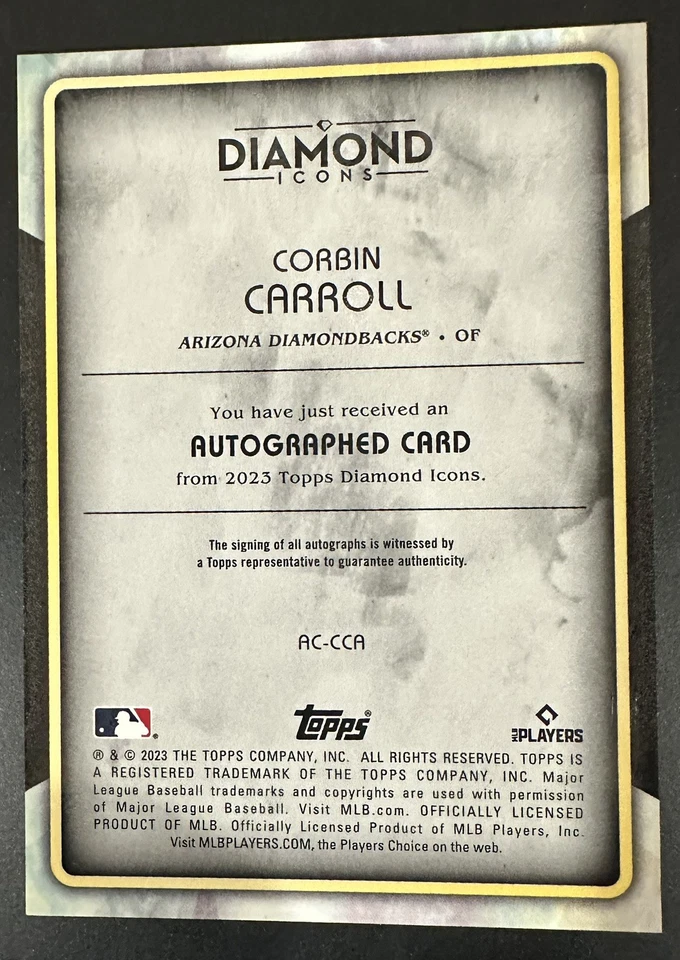 DIAMOND
ICONS
CORBIN
CARROLL
ARIZONA DIAMONDBACKS® • OF
You have just received an
AUTOGRAPHED CARD
from 2023 Topps Diamond Icons.
The signing of all autographs is witnessed by
a Topps representative to guarantee authenticity.
AC-CCA
topps®
MLB PLAYERS
® & © 2023 THE TOPPS COMPANY, INC. ALL RIGHTS RESERVED. TOPPS IS
A REGISTERED TRADEMARK OF THE TOPPS COMPANY, INC. Major
League Baseball trademarks and copyrights are used with permission
of Major League Baseball. Visit MLB.com. OFFICIALLY LICENSED
PRODUCT OF MLB. Officially Licensed Product of MLB Players, Inc.
Visit MLBPLAYERS.COM, the Players Choice on the web.